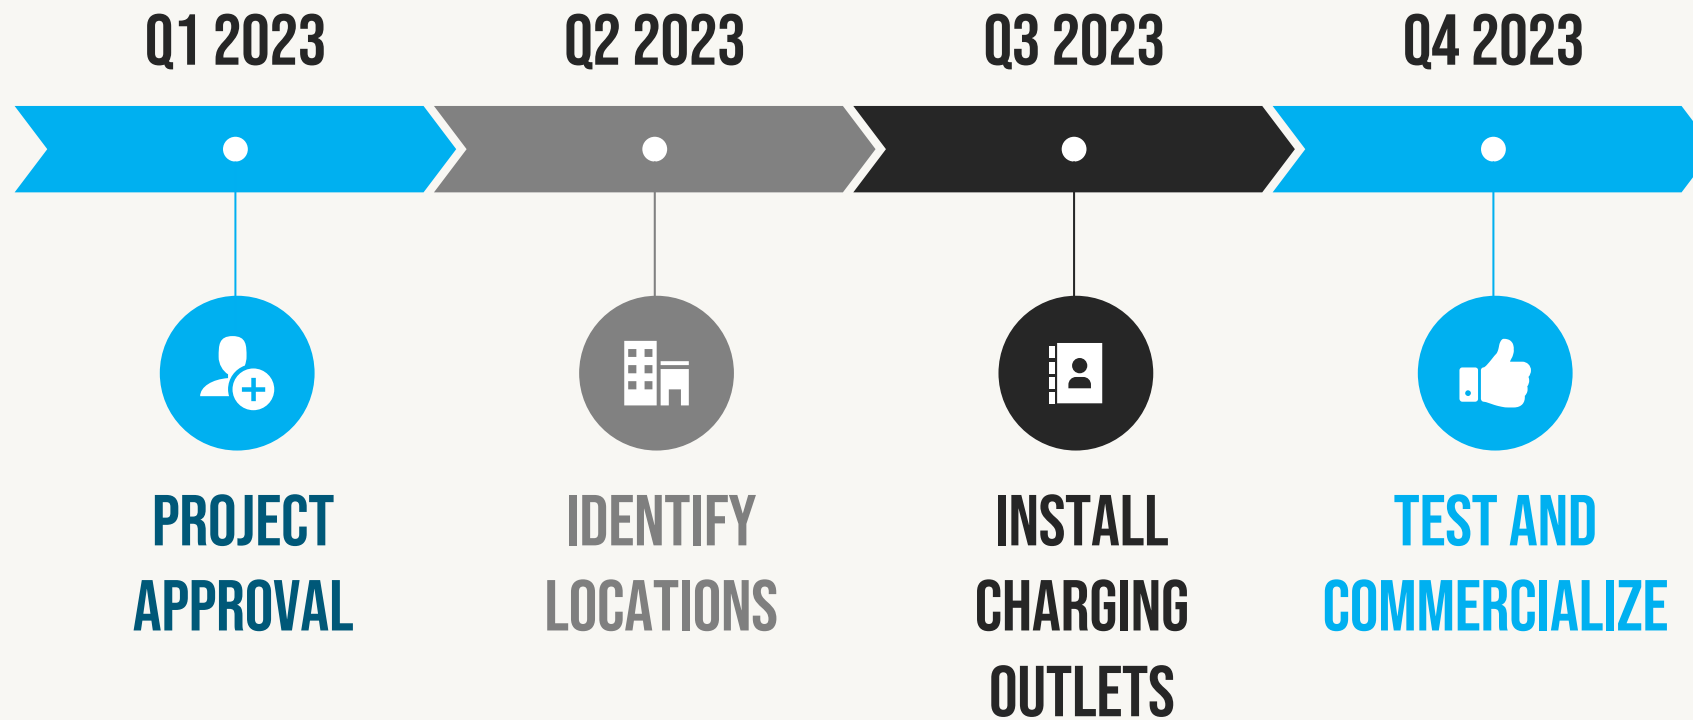 Q1 2023
Q2 2023
Q3 2023
Q4 2023
PROJECT
APPROVAL
IDENTIFY
LOCATIONS
INSTALL
CHARGING
OUTLETS
TEST AND
COMMERCIALIZE